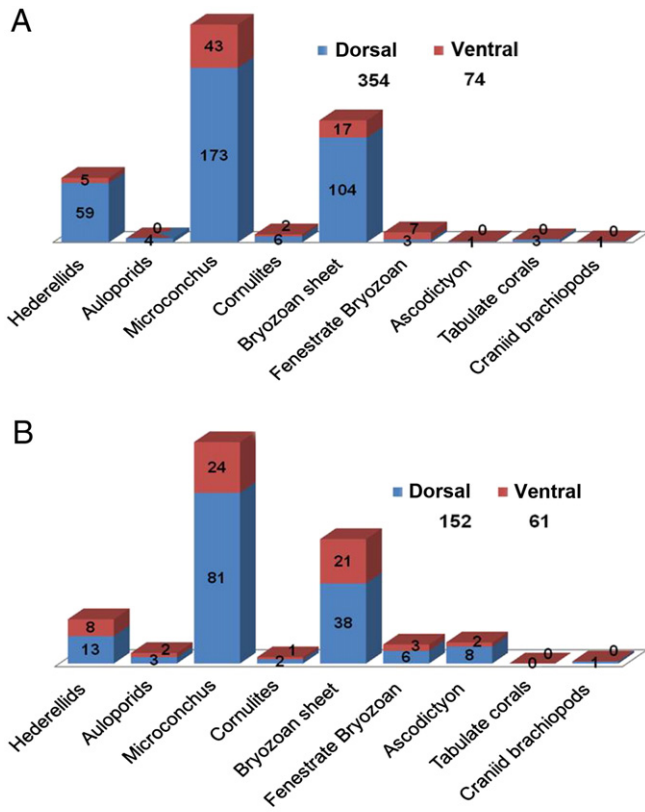 A
Dorsal Ventral
354 74
43
173
17
104
5
59
0
4
2
6
7
3
0
1
0
3
0
1
Hederellids
Auloporids
Microconchus
Cornulites
Bryozoan sheet
Fenestrate Bryozoan
Ascodictyon
Tabulate corals
Craniid brachiopods
B
Dorsal Ventral
152 61
24
81
21
38
8
13
2
3
1
2
3
6
2
8
0
0
0
1
Hederellids
Auloporids
Microconchus
Cornulites
Bryozoan sheet
Fenestrate Bryozoan
Ascodictyon
Tabulate corals
Craniid brachiopods